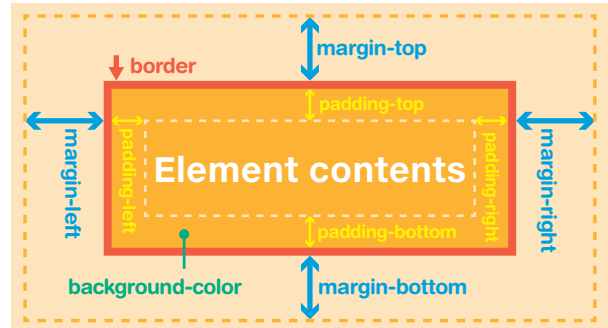 margin-top
border
padding-top
margin-left
padding-left
Element contents
padding-right
margin-right
padding-bottom
background-color
margin-bottom